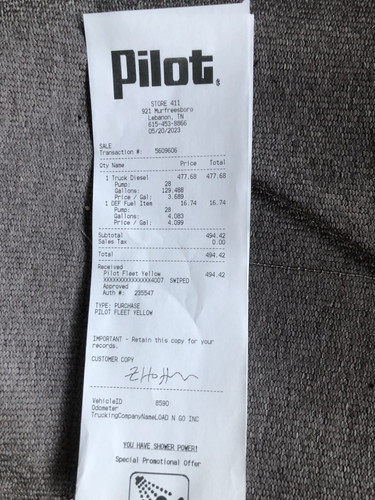 Pilot
STORE 411
921 Murfreesboro
Lebanon, TN
615-453-8866
05/20/2023
SALE
Transaction #: 5609606
Qty Name Price Total
1 Truck Diesel 477.68 477.68
Pump: 28
Gallons: 129.488
Price / Gal: 3.689
1 DEF Fuel Item 16.74 16.74
Pump: 28
Gallons: 4.083
Price / Gal: 4.099
Subtotal 494.42
Sales Tax 0.00
Total 494.42
Received
Pilot Fleet Yellow 494.42
XXXXXXXXXXXXXXX4007 SWIPED
Approved
Auth #: 295547
TYPE: PURCHASE
PILOT FLEET YELLOW
IMPORTANT - Retain this copy for your
records.
CUSTOMER COPY
VehicleID 8590
Odometer
TruckingCompanyNameLOAD N GO INC
YOU HAVE SHOWER POWER!
Special Promotional Offer